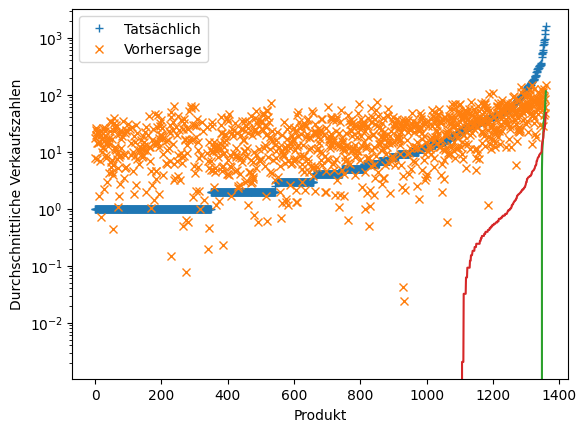 Tatsächlich
Vorhersage
Durchschnittliche Verkaufszahlen
10³
10²
10¹
10⁰
10⁻¹
10⁻²
0 200 400 600 800 1000 1200 1400
Produkt